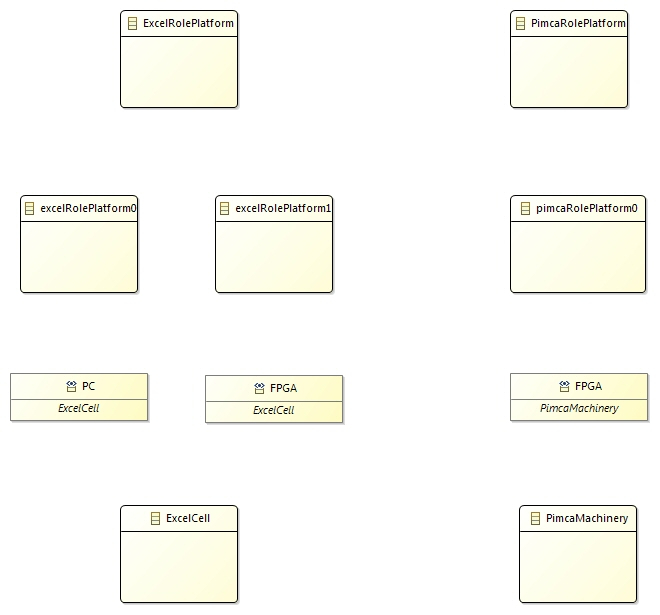 ExcelRolePlatform
PimcaRolePlatform
excelRolePlatform0
excelRolePlatform1
pimcaRolePlatform0
PC
ExcelCell
FPGA
ExcelCell
FPGA
PimcaMachinery
ExcelCell
PimcaMachinery